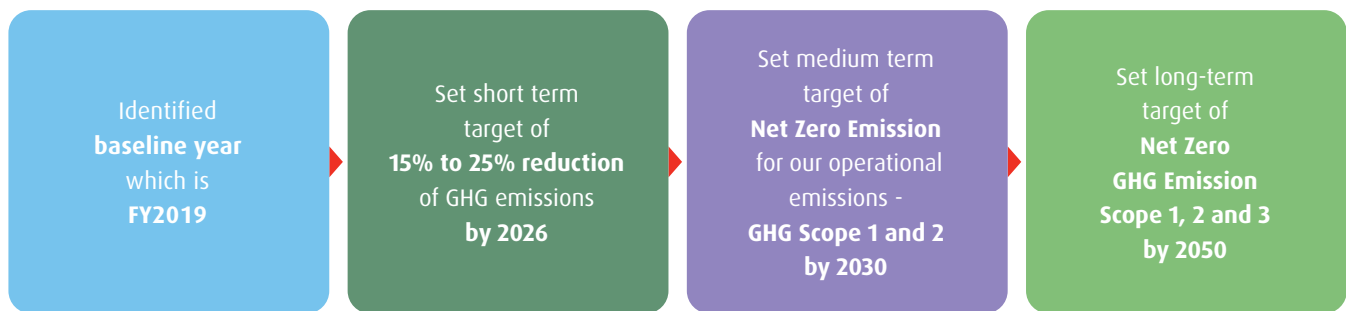 Identified
baseline year
which is
FY2019
Set short term
target of
15% to 25% reduction
of GHG emissions
by 2026
Set medium term
target of
Net Zero Emission
for our operational
emissions -
GHG Scope 1 and 2
by 2030
Set long-term
target of
Net Zero
GHG Emission
Scope 1, 2 and 3
by 2050